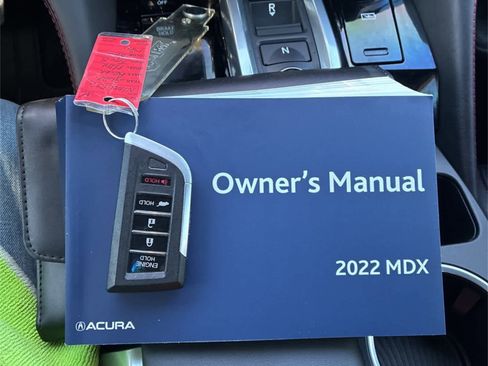 R
N
Owner's Manual
HOLD
HOLD
ENGINE
HOLD
2022 MDX
ACURA